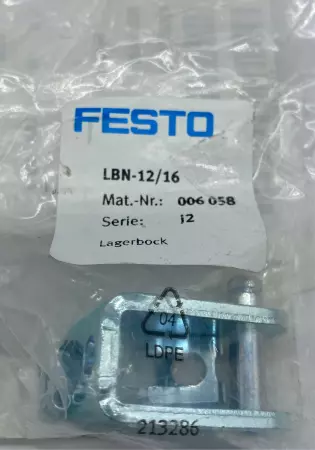 FESTO
LBN-12/16
Mat.-Nr.: 006 058
Serie: J2
Lagerbock
04
LDPE
213286